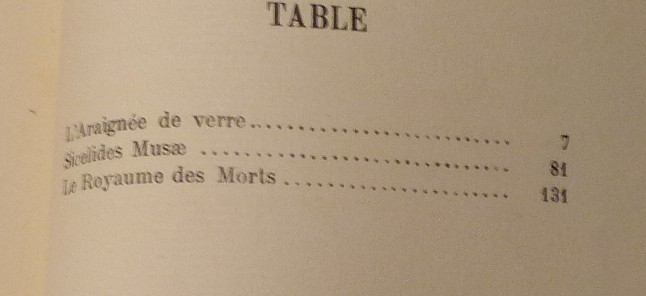 TABLE
L'Araignée de verre........................... 7
Sicelides Musæ ........................... 81
Le Royaume des Morts...................... 131